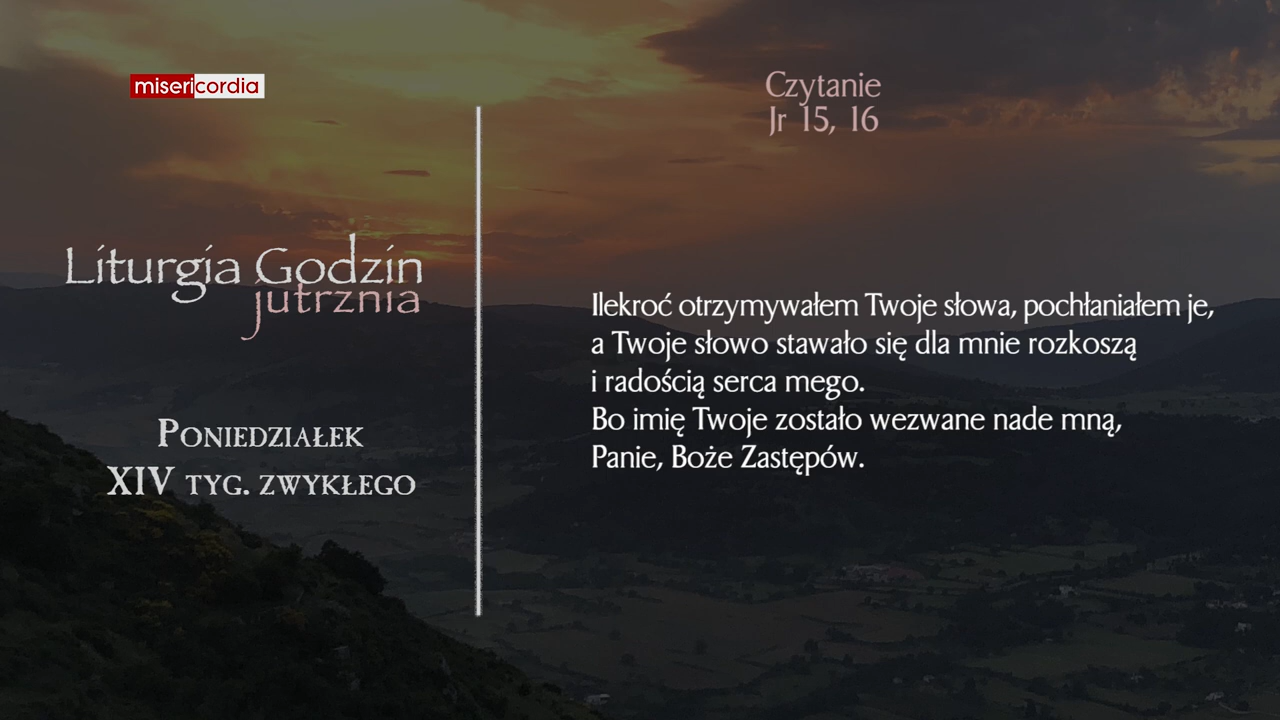 misericordia
Liturgia Godzin
jutrznia
Poniedziałek
XIV tyg. zwykłego
Czytanie
Jr 15, 16
Ilekroć otrzymywałem Twoje słowa, pochłaniałem je,
a Twoje słowo stawało się dla mnie rozkoszą
i radością serca mego.
Bo imię Twoje zostało wezwane nade mną,
Panie, Boże Zastępów.